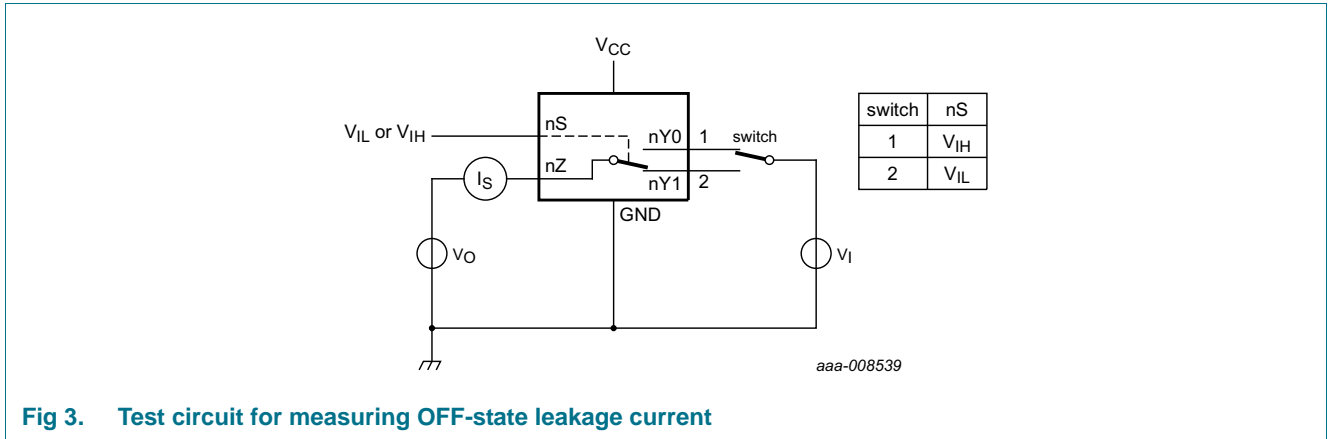 VCC
VIL or VIH
nS
nY0 1
switch
nZ
IS
nY1 2
GND
VO
VI
switch nS
1 VIH
2 VIL
aaa-008539
Fig 3. Test circuit for measuring OFF-state leakage current